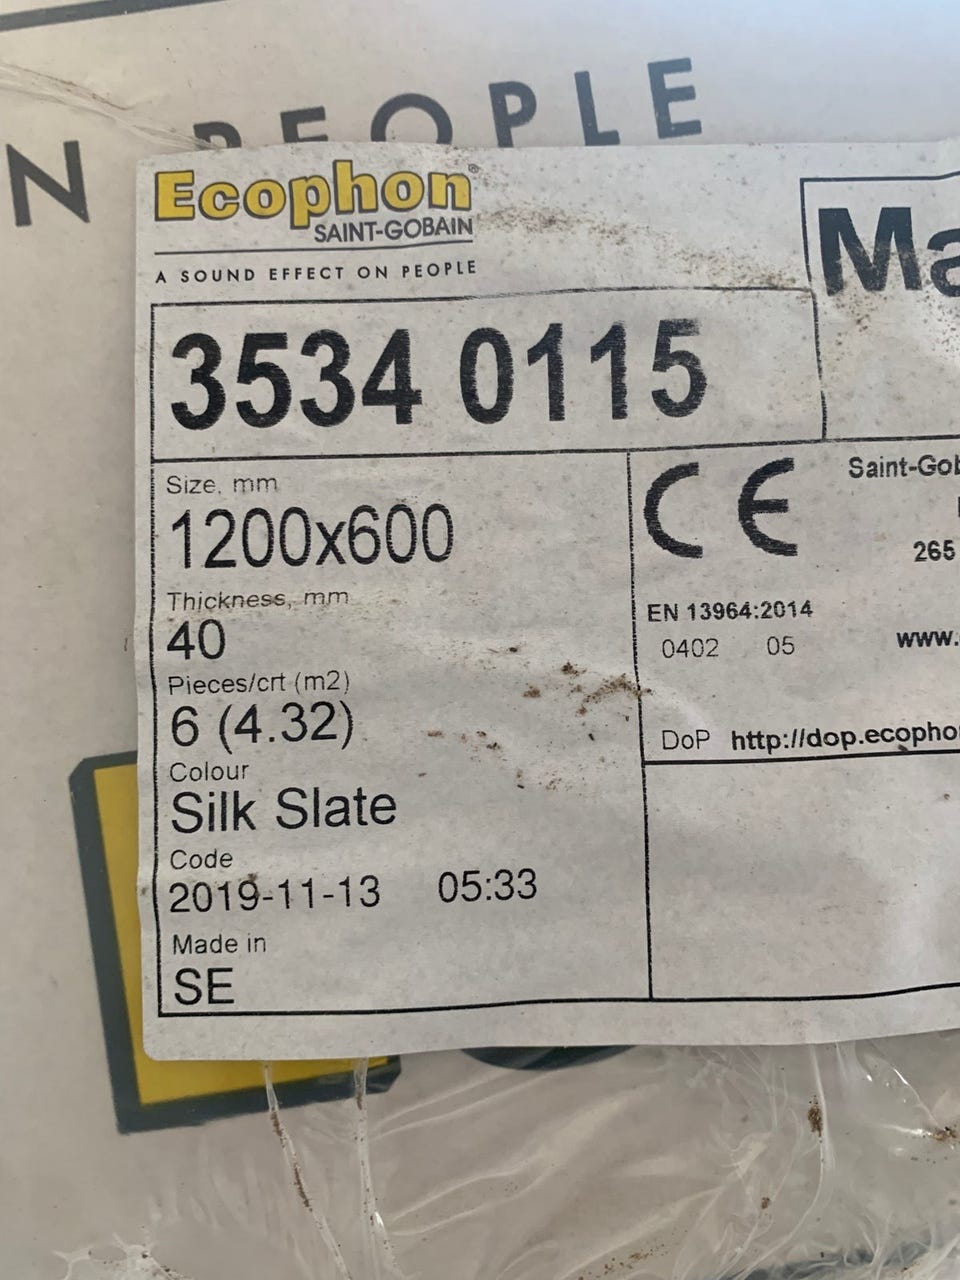 N PEOPLE
Ecophon®
SAINT-GOBAIN
A SOUND EFFECT ON PEOPLE
Ma
3534 0115
Size, mm
1200x600
Thickness, mm
40
Pieces/crt (m2)
6 (4.32)
Colour
Silk Slate
Code
2019-11-13 05:33
Made in
SE
CE
Saint-Gob
265
EN 13964:2014
0402 05
www.
DoP http://dop.ecopho